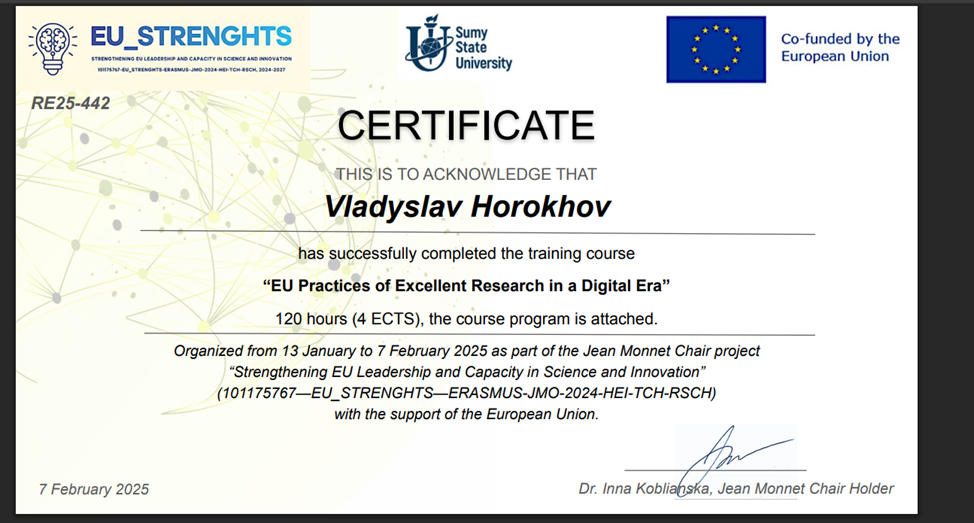 EU_STRENGHTS
STRENGTHENING EU LEADERSHIP AND CAPACITY IN SCIENCE AND INNOVATION
101175767-EU_STRENGHTS-ERASMUS-JMO-2024-HEI-TCH-RSCH, 2024-2027
Sumy
State
University
Co-funded by the
European Union
RE25-442
CERTIFICATE
THIS IS TO ACKNOWLEDGE THAT
Vladyslav Horokhov
has successfully completed the training course
“EU Practices of Excellent Research in a Digital Era”
120 hours (4 ECTS), the course program is attached.
Organized from 13 January to 7 February 2025 as part of the Jean Monnet Chair project
“Strengthening EU Leadership and Capacity in Science and Innovation”
(101175767—EU_STRENGHTS—ERASMUS-JMO-2024-HEI-TCH-RSCH)
with the support of the European Union.
7 February 2025
Dr. Inna Koblianska, Jean Monnet Chair Holder